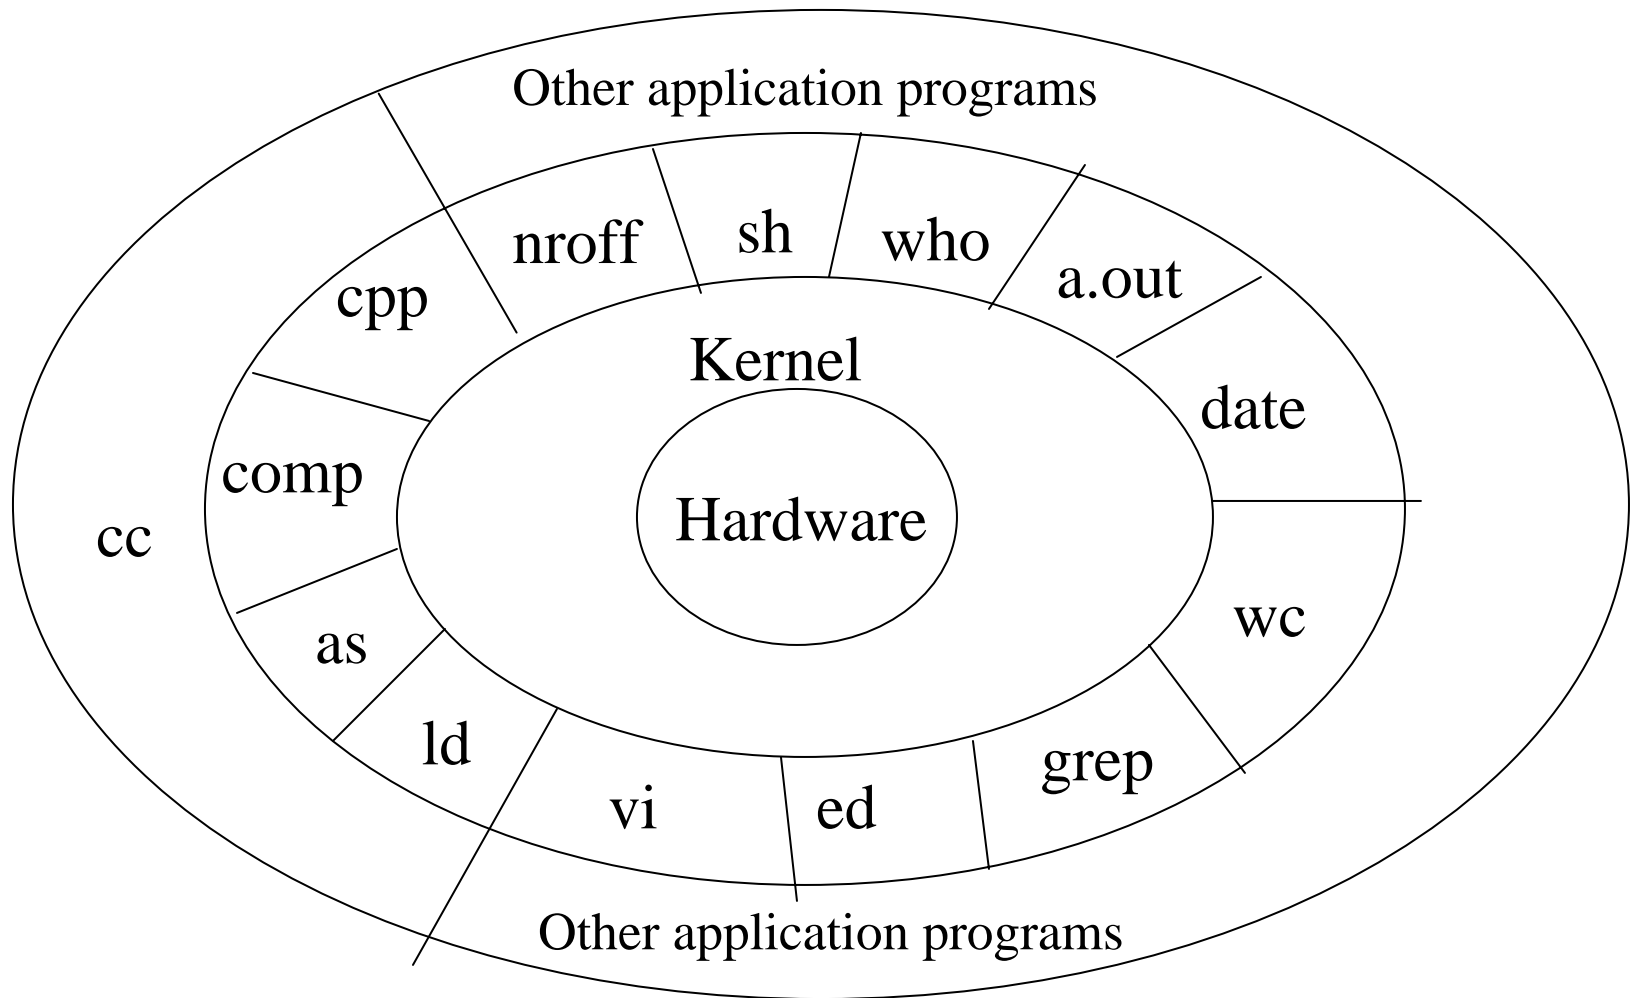 Other application programs
nroff
sh
who
a.out
cpp
Kernel
date
comp
Hardware
cc
wc
as
ld
grep
vi
ed
Other application programs